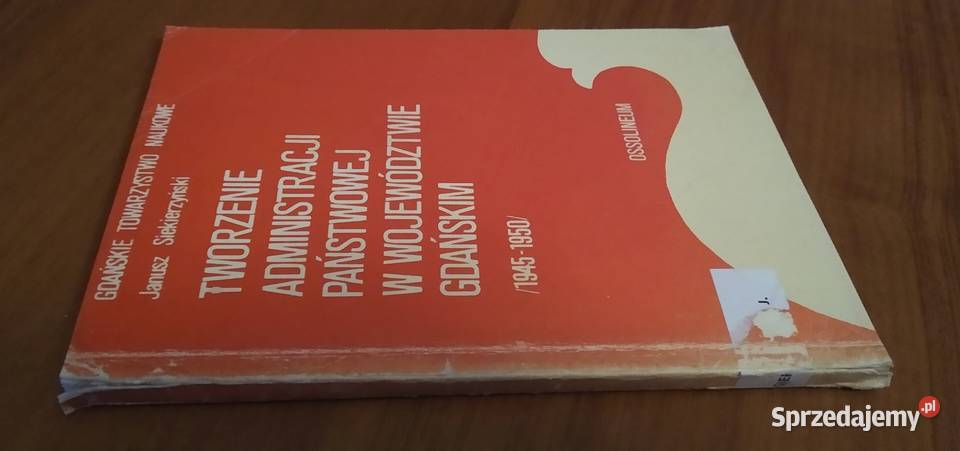 GDAŃSKIE TOWARZYSTWO NAUKOWE
Janusz Siekierzyński
TWORZENIE
ADMINISTRACJI
PAŃSTWOWEJ
W WOJEWÓDZTWIE
GDAŃSKIM
/1945-1950/
OSSOLINEUM
J.
Sprzedajemy.pl